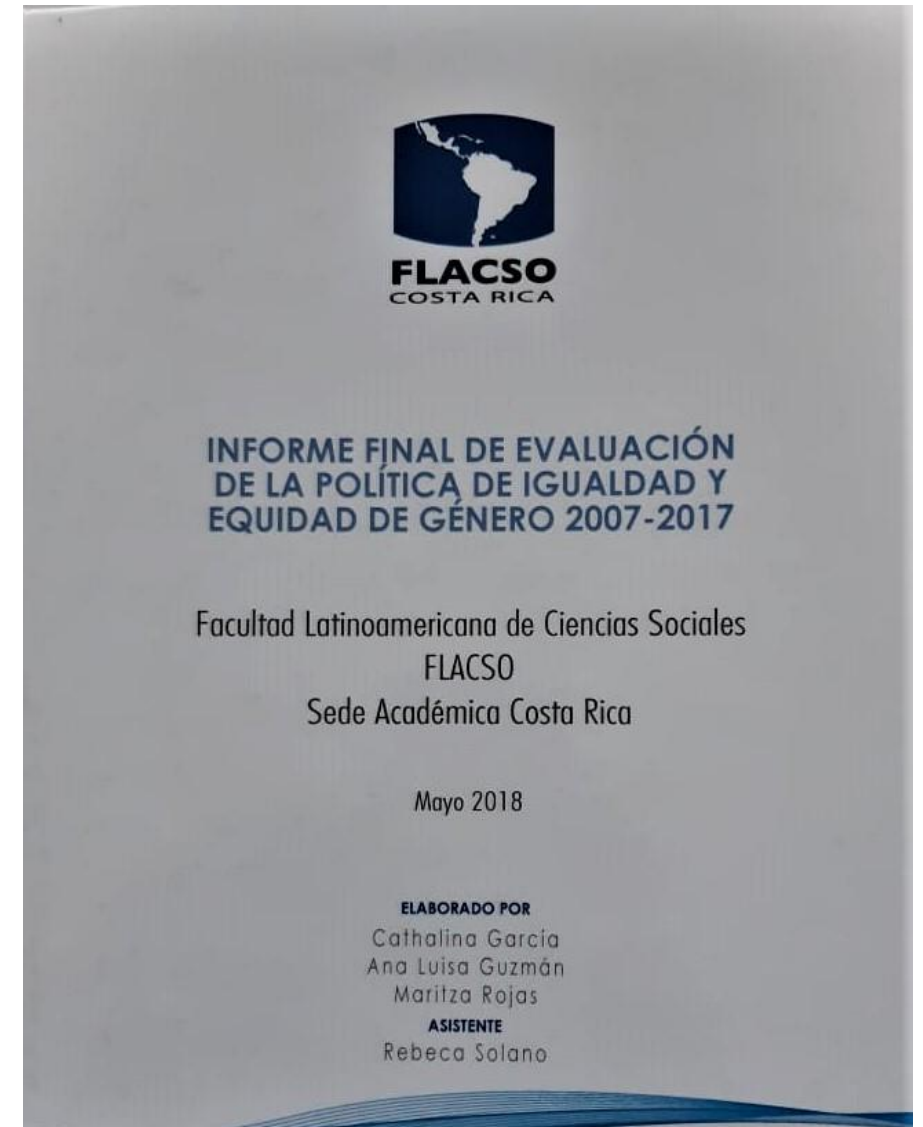 FLACSO
COSTA RICA
INFORME FINAL DE EVALUACIÓN
DE LA POLÍTICA DE IGUALDAD Y
EQUIDAD DE GÉNERO 2007-2017
Facultad Latinoamericana de Ciencias Sociales
FLACSO
Sede Académica Costa Rica
Mayo 2018
ELABORADO POR
Cathalina García
Ana Luisa Guzmán
Maritza Rojas
ASISTENTE
Rebeca Solano